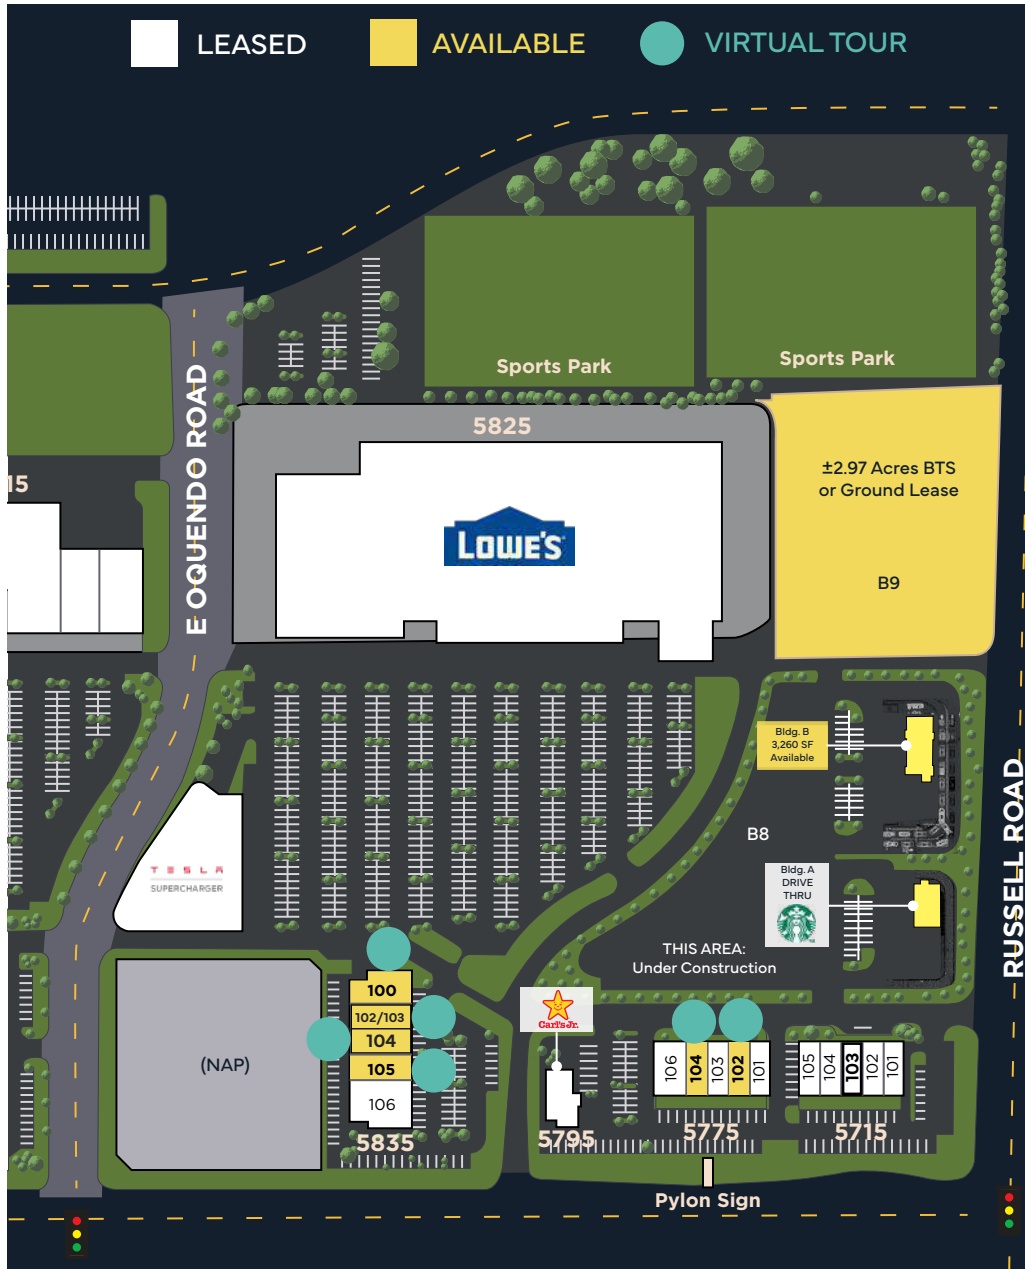 LEASED
AVAILABLE
VIRTUAL TOUR
Sports Park
Sports Park
E OQUENDO ROAD
5825
15
LOWE'S
±2.97 Acres BTS
or Ground Lease
B9
Bldg. B
3,260 SF
Available
RUSSELL ROAD
B8
TESLA
SUPERCHARGER
Bldg. A
DRIVE
THRU
THIS AREA:
Under Construction
100
102/103
104
105
106
5835
(NAP)
Carl's Jr.
5795
106
104
103
102
101
5775
105
104
103
102
101
5715
Pylon Sign